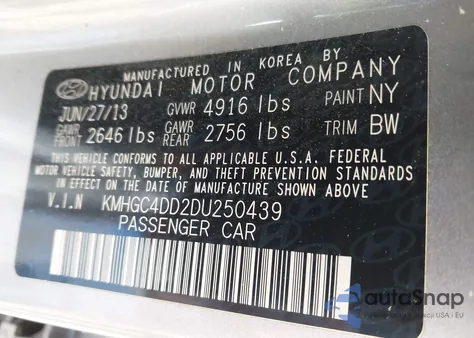 MANUFACTURED IN KOREA BY
HYUNDAI MOTOR COMPANY
JUN/27/13 GVWR 4916 lbs PAINT NY
GAWR FRONT 2646 lbs GAWR REAR 2756 lbs TRIM BW
THIS VEHICLE CONFORMS TO ALL APPLICABLE U.S.A. FEDERAL
MOTOR VEHICLE SAFETY, BUMPER, AND THEFT PREVENTION STANDARDS
IN EFFECT ON THE DATE OF MANUFACTURE SHOWN ABOVE
V.I.N KMHGC4DD2DU250439
PASSENGER CAR
autoSnap
USA i EU